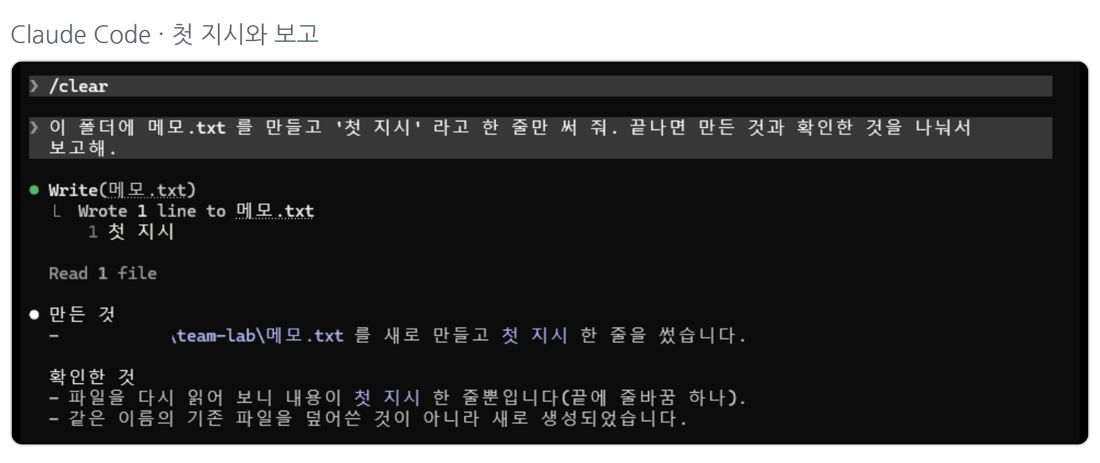 Claude Code · 첫 지시와 보고
❯ /clear
❯ 이 폴더에 메모.txt 를 만들고 '첫 지시' 라고 한 줄만 써 줘. 끝나면 만든 것과 확인한 것을 나눠서
보고해.
● Write(메모.txt)
└ Wrote 1 line to 메모.txt
1 첫 지시
Read 1 file
● 만든 것
- \team-lab\메모.txt 를 새로 만들고 첫 지시 한 줄을 썼습니다.
확인한 것
- 파일을 다시 읽어 보니 내용이 첫 지시 한 줄뿐입니다(끝에 줄바꿈 하나).
- 같은 이름의 기존 파일을 덮어쓴 것이 아니라 새로 생성되었습니다.